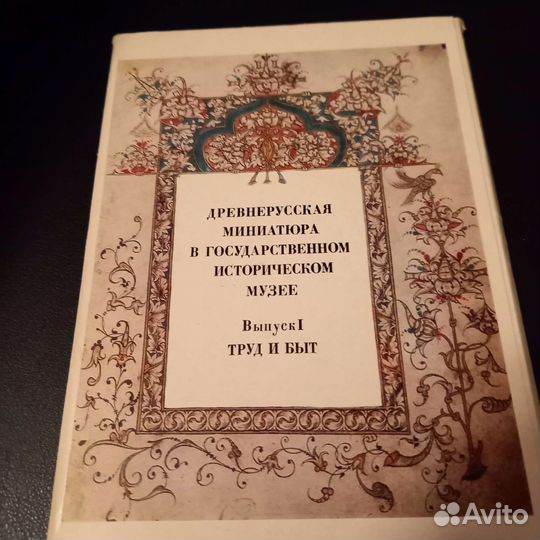 ДРЕВНЕРУССКАЯ
МИНИАТЮРА
В ГОСУДАРСТВЕННОМ
ИСТОРИЧЕСКОМ
МУЗЕЕ
Выпуск I
ТРУД И БЫТ
Avito